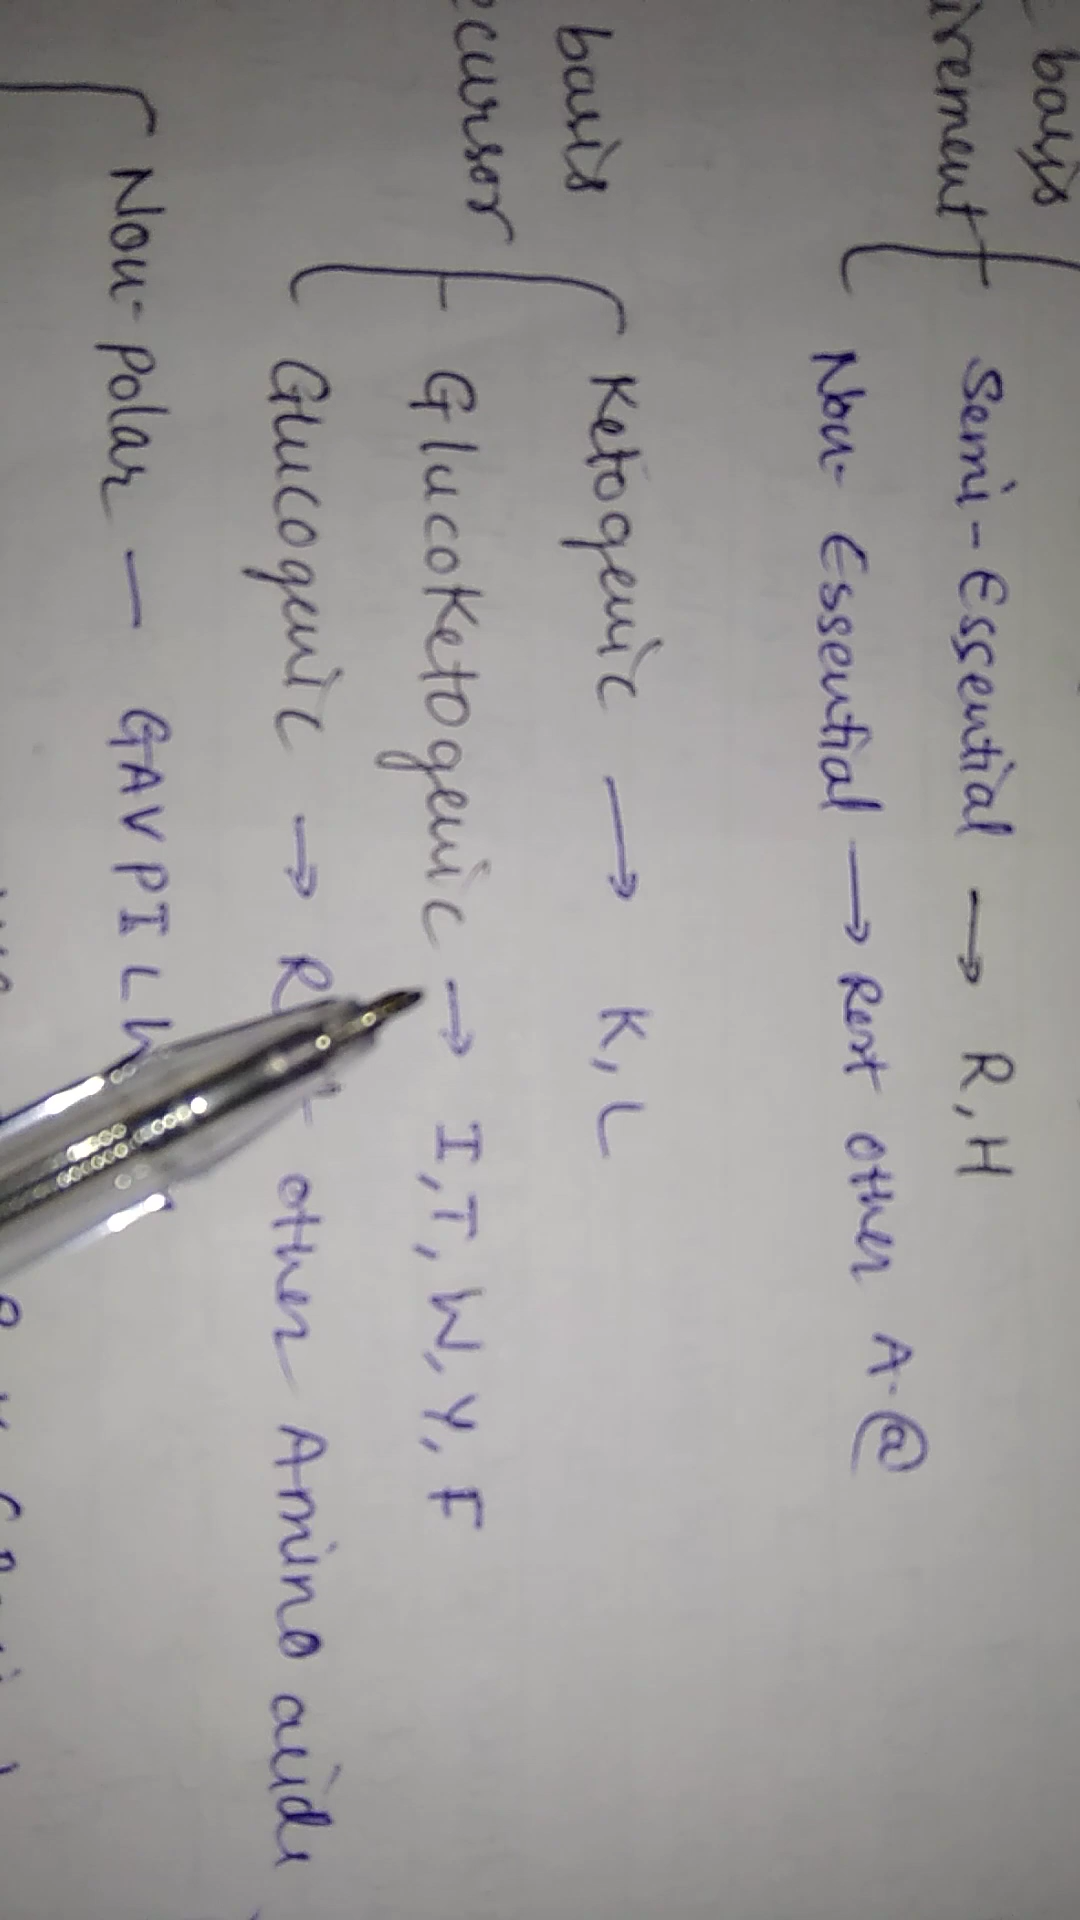 basis
Semi-Essential → R, H
Non-Essential → Rest other A.@
basis
Ketogenic → K, L
GlucoKetogenic → I, T, W, Y, F
Glucogenic → other Amino acids
Non-Polar — GAVPIL